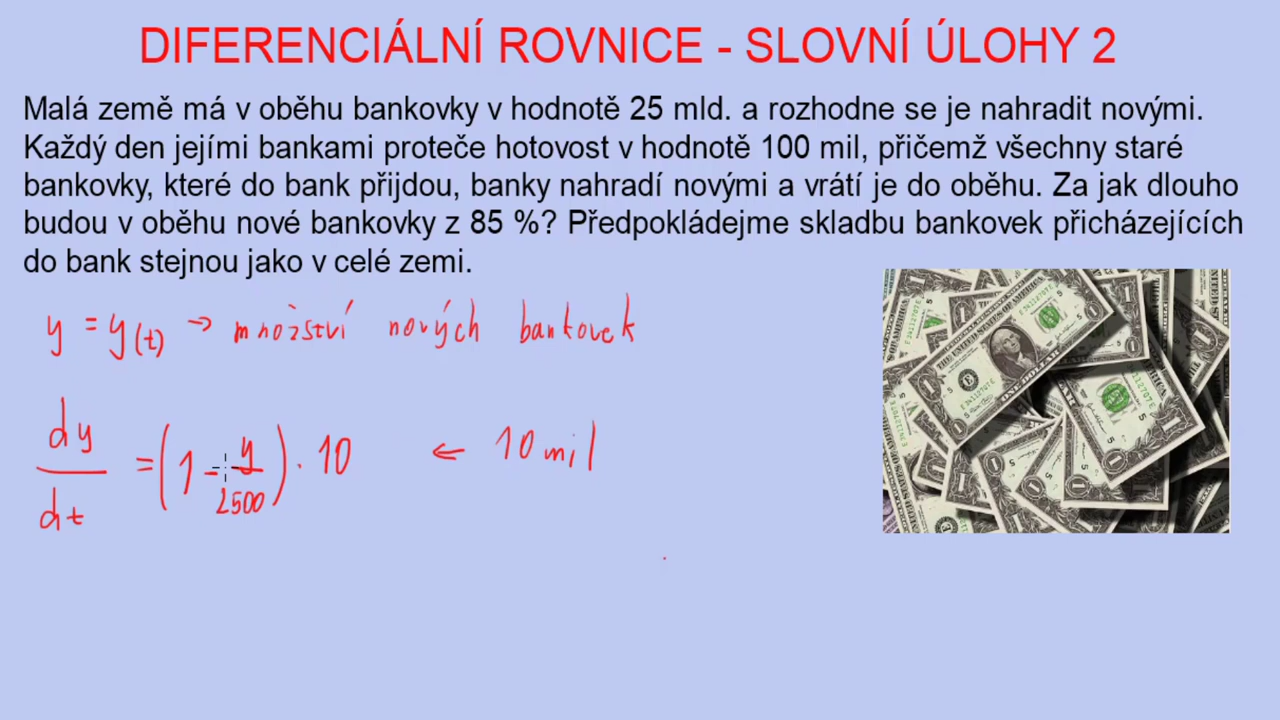 DIFERENCIÁLNÍ ROVNICE - SLOVNÍ ÚLOHY 2
Malá země má v oběhu bankovky v hodnotě 25 mld. a rozhodne se je nahradit novými.
Každý den jejími bankami proteče hotovost v hodnotě 100 mil, přičemž všechny staré
bankovky, které do bank přijdou, banky nahradí novými a vrátí je do oběhu. Za jak dlouho
budou v oběhu nové bankovky z 85 %? Předpokládejme skladbu bankovek přicházejících
do bank stejnou jako v celé zemi.
y = y(t) → množství nových bankovek
dy/dt = (1 - y/2500) · 10 ← 10 mil